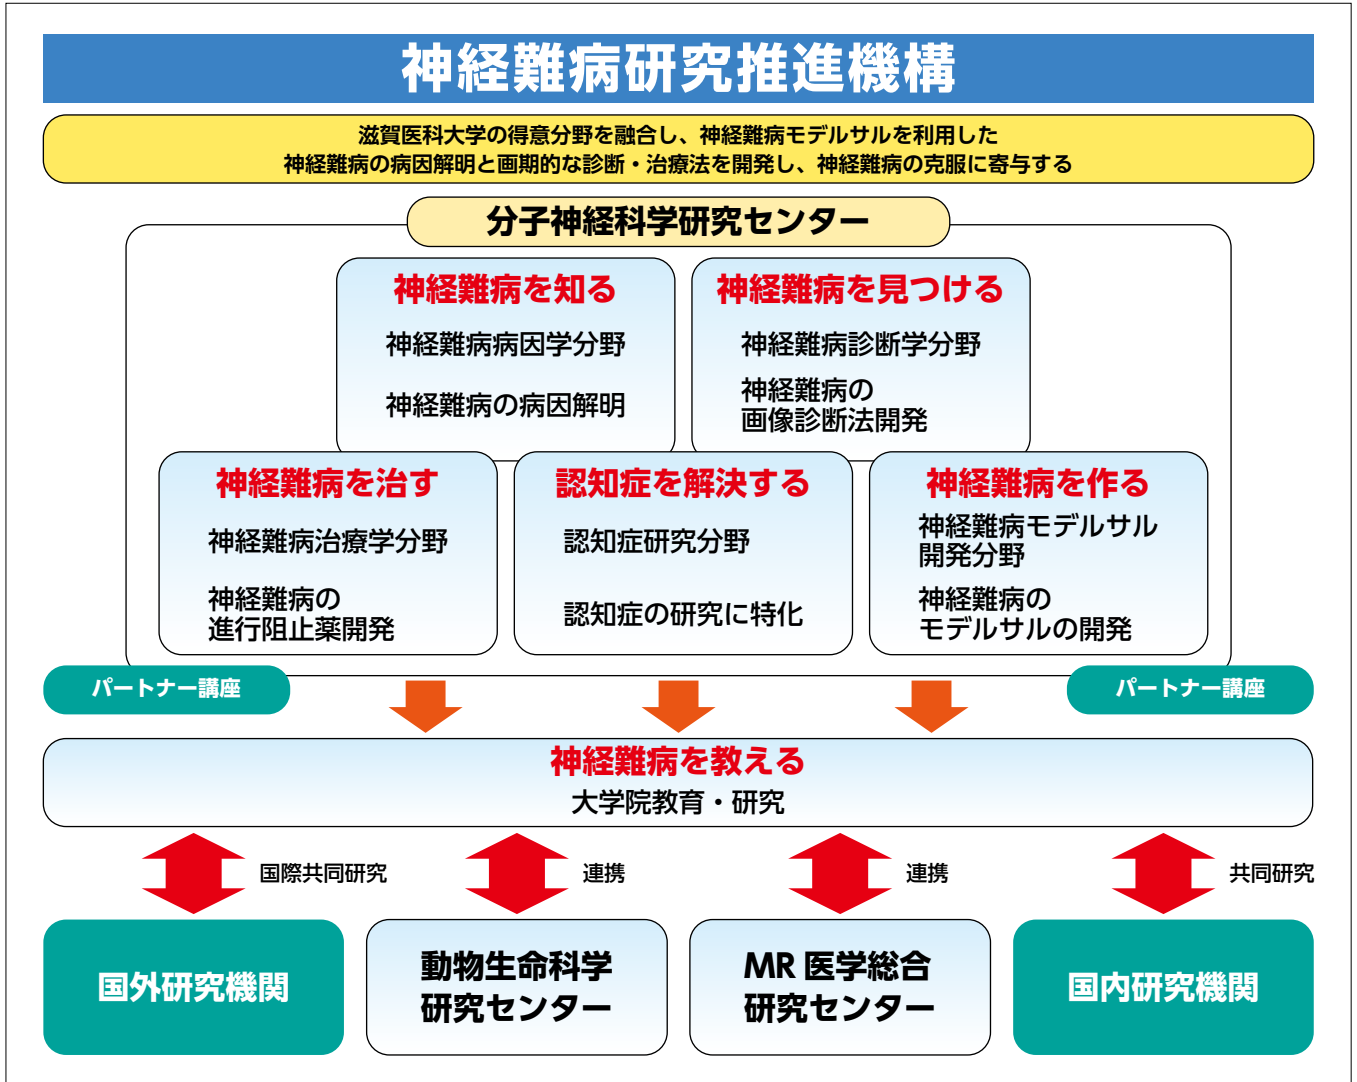 神経難病研究推進機構
滋賀医科大学の得意分野を融合し、神経難病モデルサルを利用した
神経難病の病因解明と画期的な診断・治療法を開発し、神経難病の克服に寄与する
分子神経科学研究センター
神経難病を知る
神経難病病因学分野
神経難病の病因解明
神経難病を見つける
神経難病診断学分野
神経難病の
画像診断法開発
神経難病を治す
神経難病治療学分野
神経難病の
進行阻止薬開発
認知症を解決する
認知症研究分野
認知症の研究に特化
神経難病を作る
神経難病モデルサル
開発分野
神経難病の
モデルサルの開発
パートナー講座
パートナー講座
神経難病を教える
大学院教育・研究
国際共同研究
連携
連携
共同研究
国外研究機関
動物生命科学
研究センター
MR 医学総合
研究センター
国内研究機関